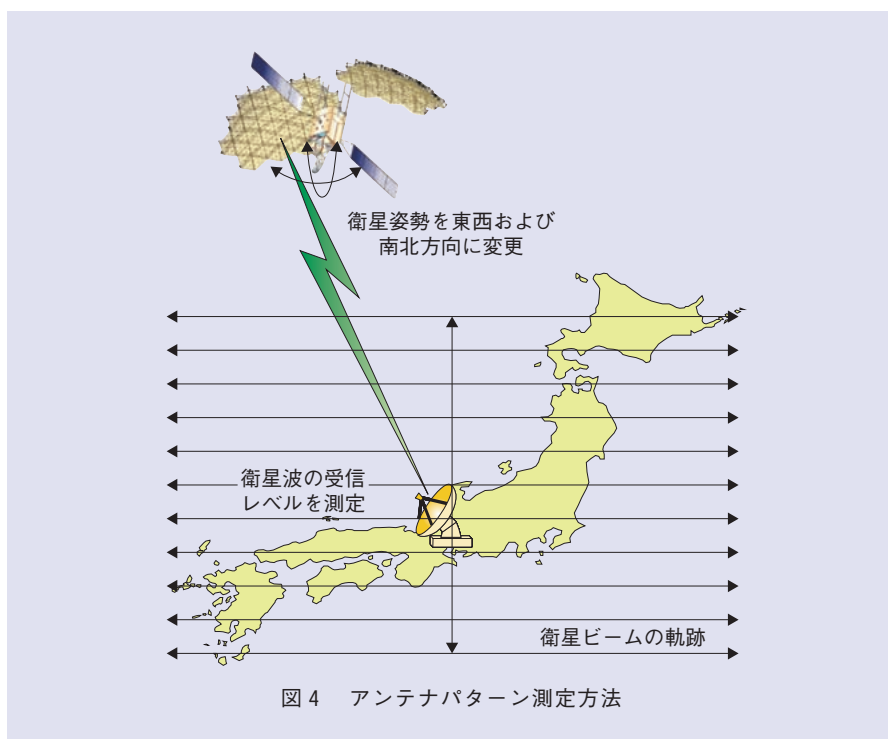 衛星姿勢を東西および
南北方向に変更
衛星波の受信
レベルを測定
衛星ビームの軌跡
図4 アンテナパターン測定方法